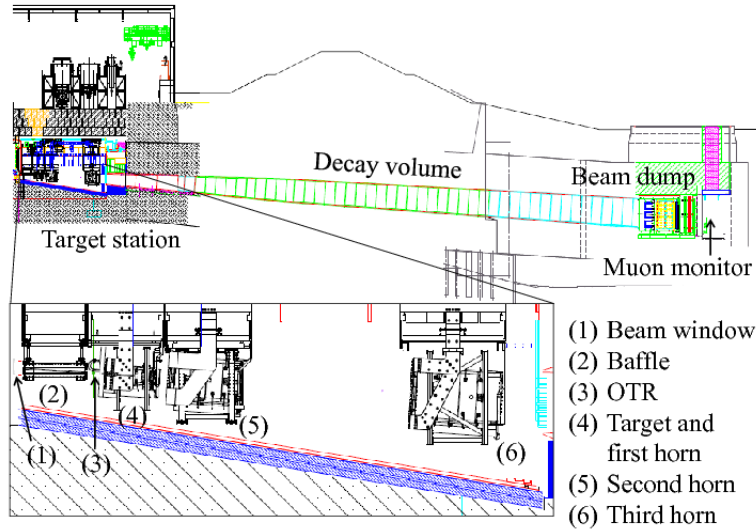 Decay volume
Beam dump
Target station
Muon monitor
(1) Beam window
(2) Baffle
(3) OTR
(4) Target and
first horn
(5) Second horn
(6) Third horn
(2)
(4)
(5)
(6)
(1)
(3)